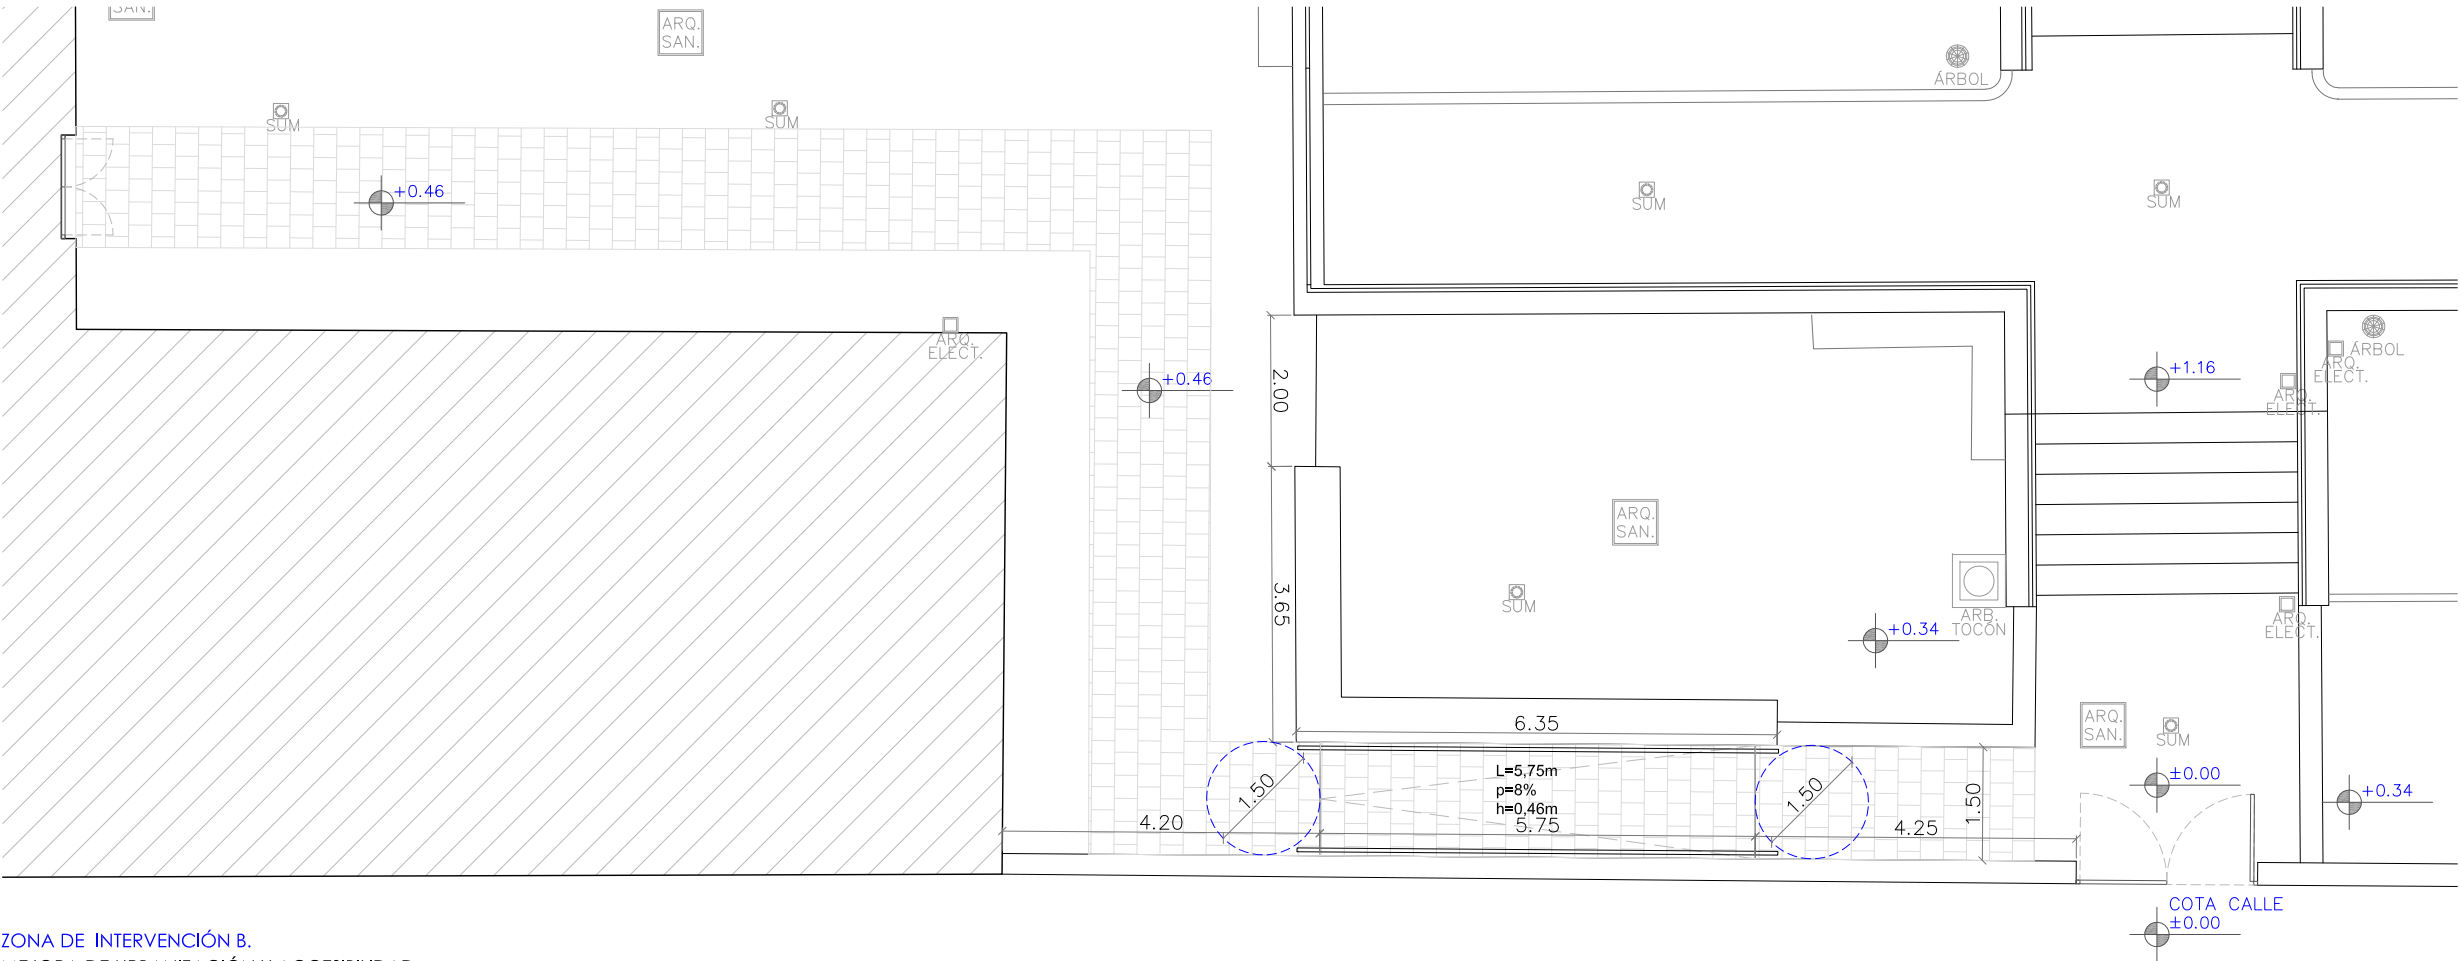 SAN.
ARQ.
SAN.
ÁRBOL
SUM
SUM
+0.46
SUM
SUM
ARQ.
ELECT.
+0.46
2.00
+1.16
ÁRBOL
ARQ.
ELECT.
ARQ.
ELECT.
ARQ.
SAN.
3.65
SUM
ARB.
TOCÓN
+0.34
ARQ.
ELECT.
6.35
ARQ.
SAN.
SUM
L=5,75m
p=8%
h=0,46m
1.50
1.50
1.50
±0.00
+0.34
4.20
5.75
4.25
COTA CALLE
±0.00
ZONA DE INTERVENCIÓN B.